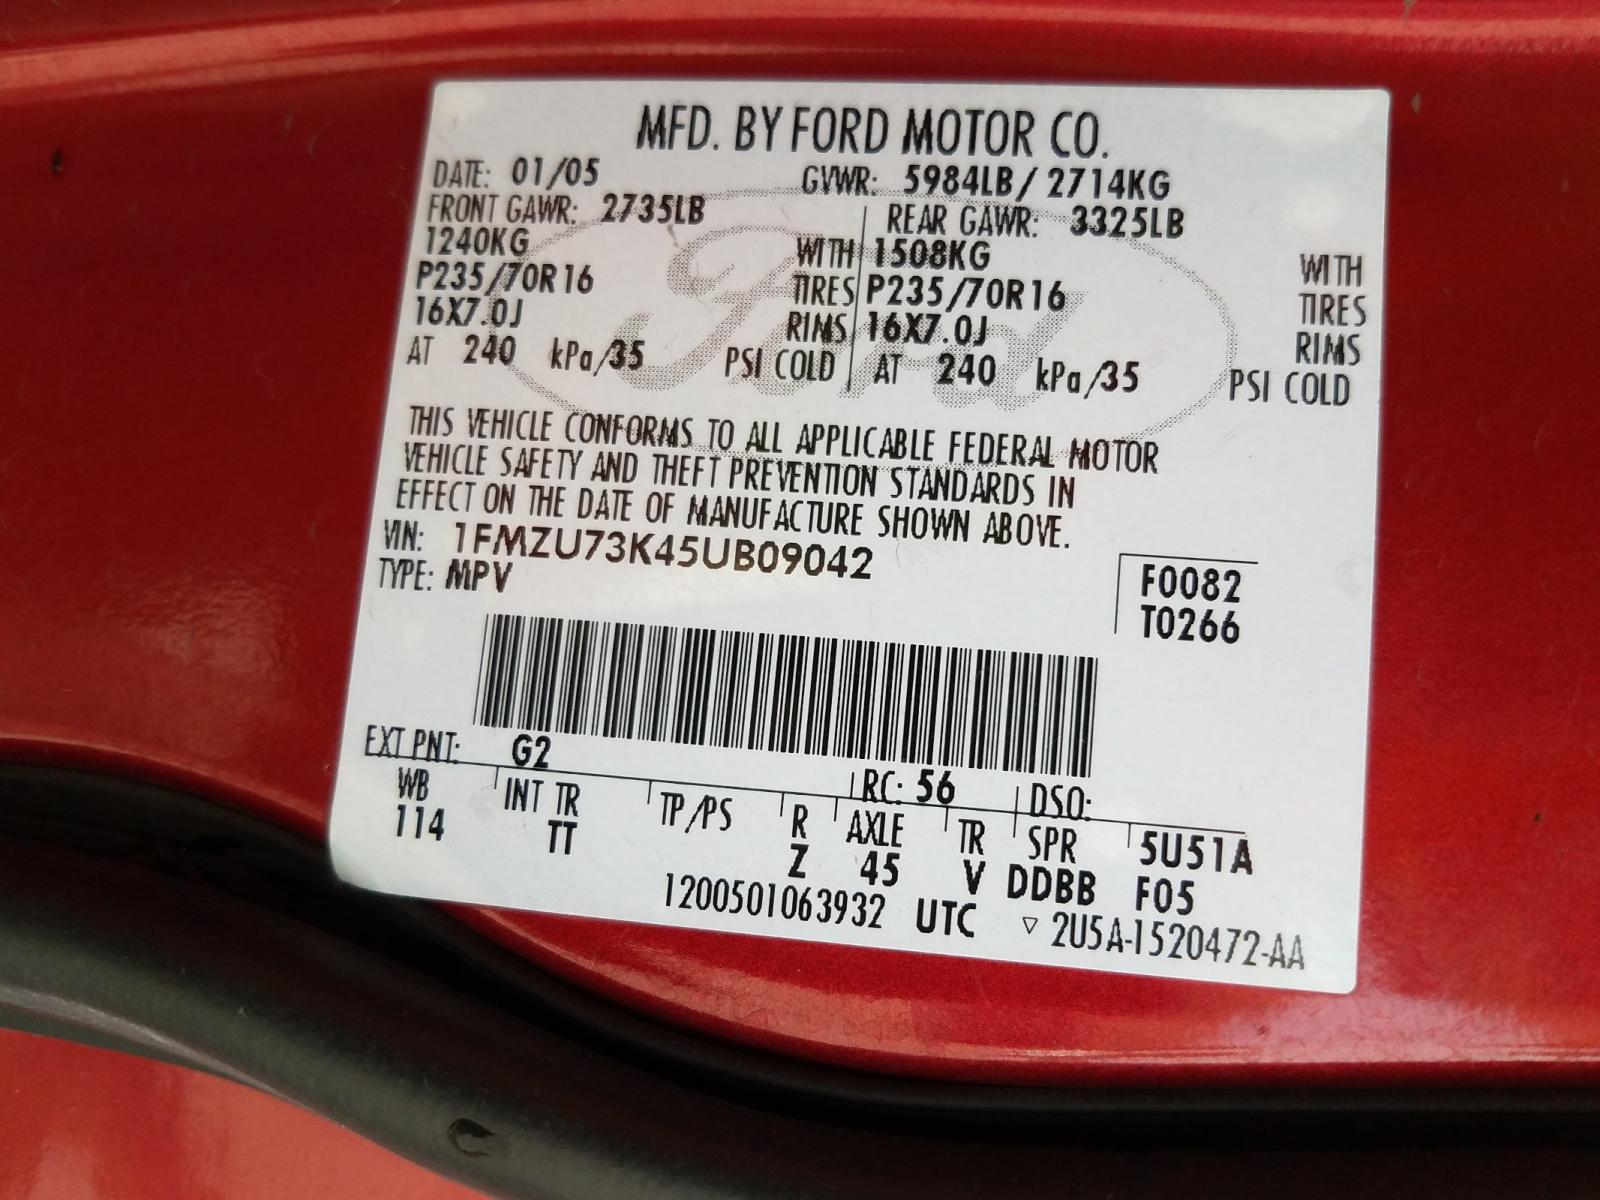 MFD. BY FORD MOTOR CO.
DATE: 01/05 GVWR: 5984LB/ 2714KG
FRONT GAWR: 2735LB REAR GAWR: 3325LB
1240KG WITH 1508KG WITH
P235/70R16 TIRES P235/70R16 TIRES
16X7.0J RIMS 16X7.0J RIMS
AT 240 kPa/35 PSI COLD AT 240 kPa/35 PSI COLD
Ford
THIS VEHICLE CONFORMS TO ALL APPLICABLE FEDERAL MOTOR
VEHICLE SAFETY AND THEFT PREVENTION STANDARDS IN
EFFECT ON THE DATE OF MANUFACTURE SHOWN ABOVE.
VIN: 1FMZU73K45UB09042
TYPE: MPV
F0082
T0266
EXT PNT: G2 RC: 56 DSO:
WB INT TR TP/PS R AXLE TR SPR 5U51A
114 TT Z 45 V DDBB F05
1200501063932 UTC ▽ 2U5A-1520472-AA